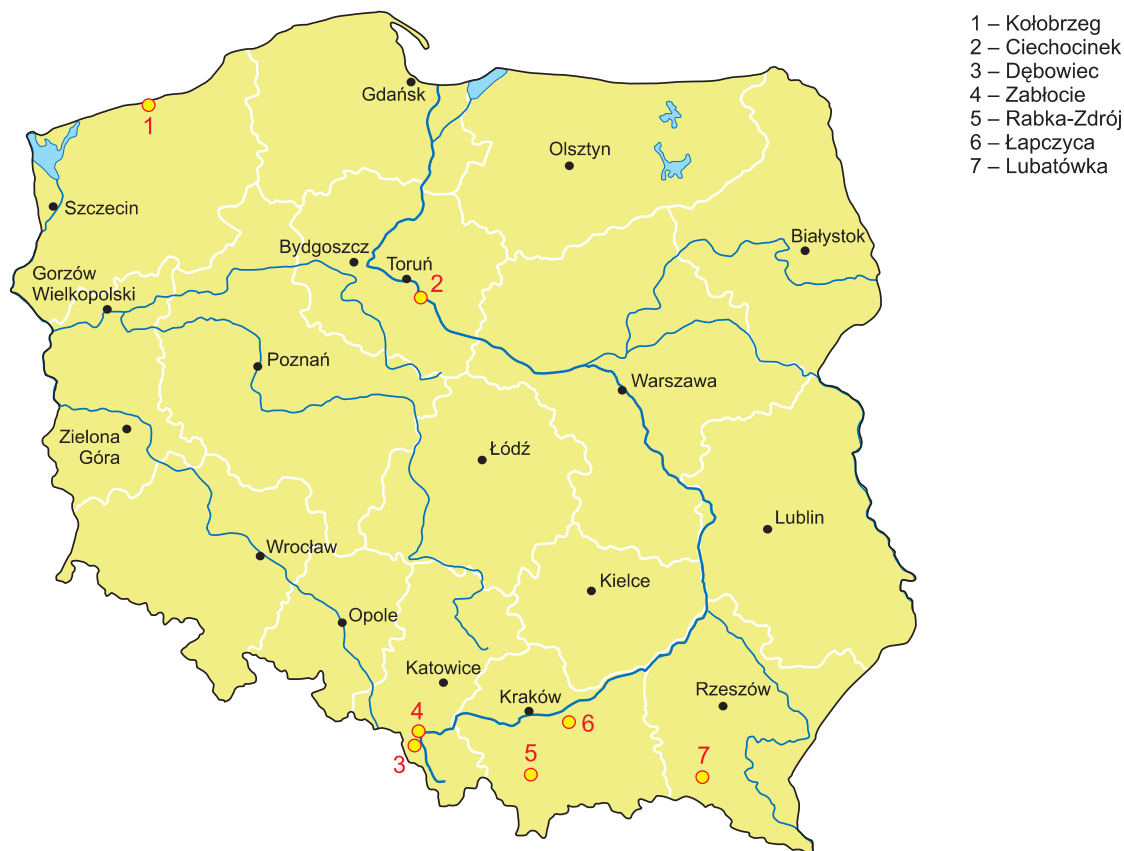 1 – Kołobrzeg
2 – Ciechocinek
3 – Dębowiec
4 – Zabłocie
5 – Rabka-Zdrój
6 – Łapczyca
7 – Lubatówka
Gdańsk
1
Olsztyn
Szczecin
Białystok
Bydgoszcz
Toruń
Gorzów
Wielkopolski
2
Poznań
Warszawa
Zielona
Góra
Łódź
Lublin
Wrocław
Kielce
Opole
Katowice
Kraków
Rzeszów
4
6
3
5
7